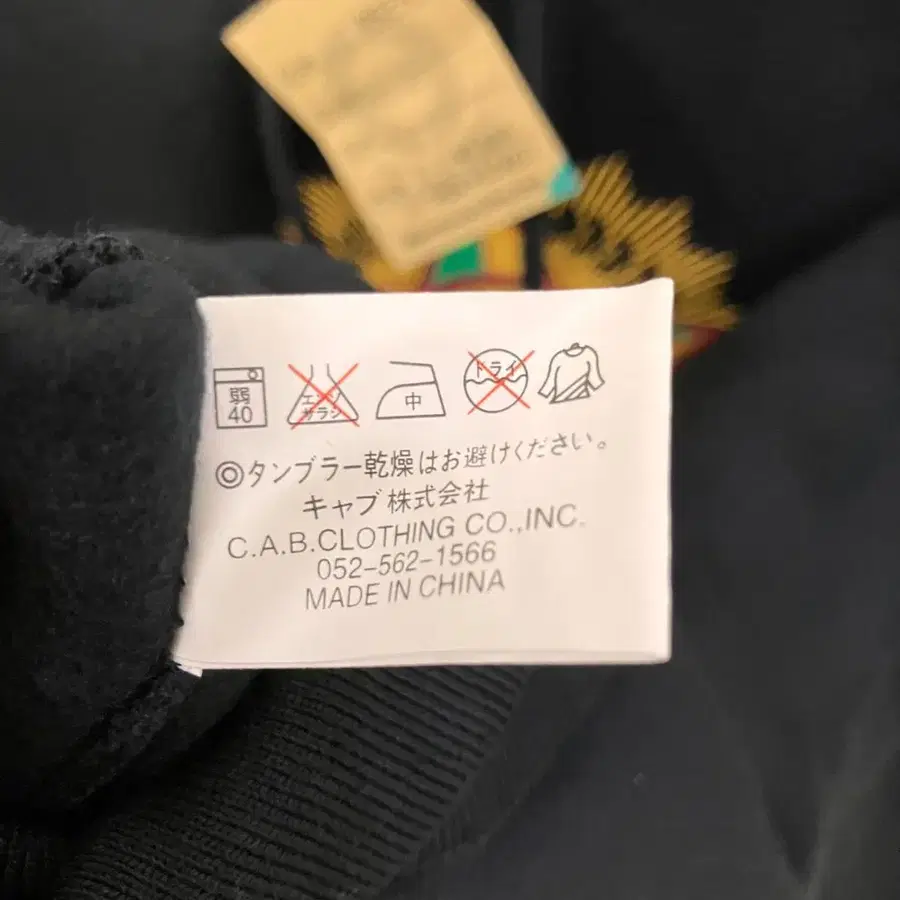 弱 40 エンソ サラシ 中 ドライ
◎タンブラー乾燥はお避けください。
キャブ株式会社
C.A.B.CLOTHING CO.,INC.
052-562-1566
MADE IN CHINA